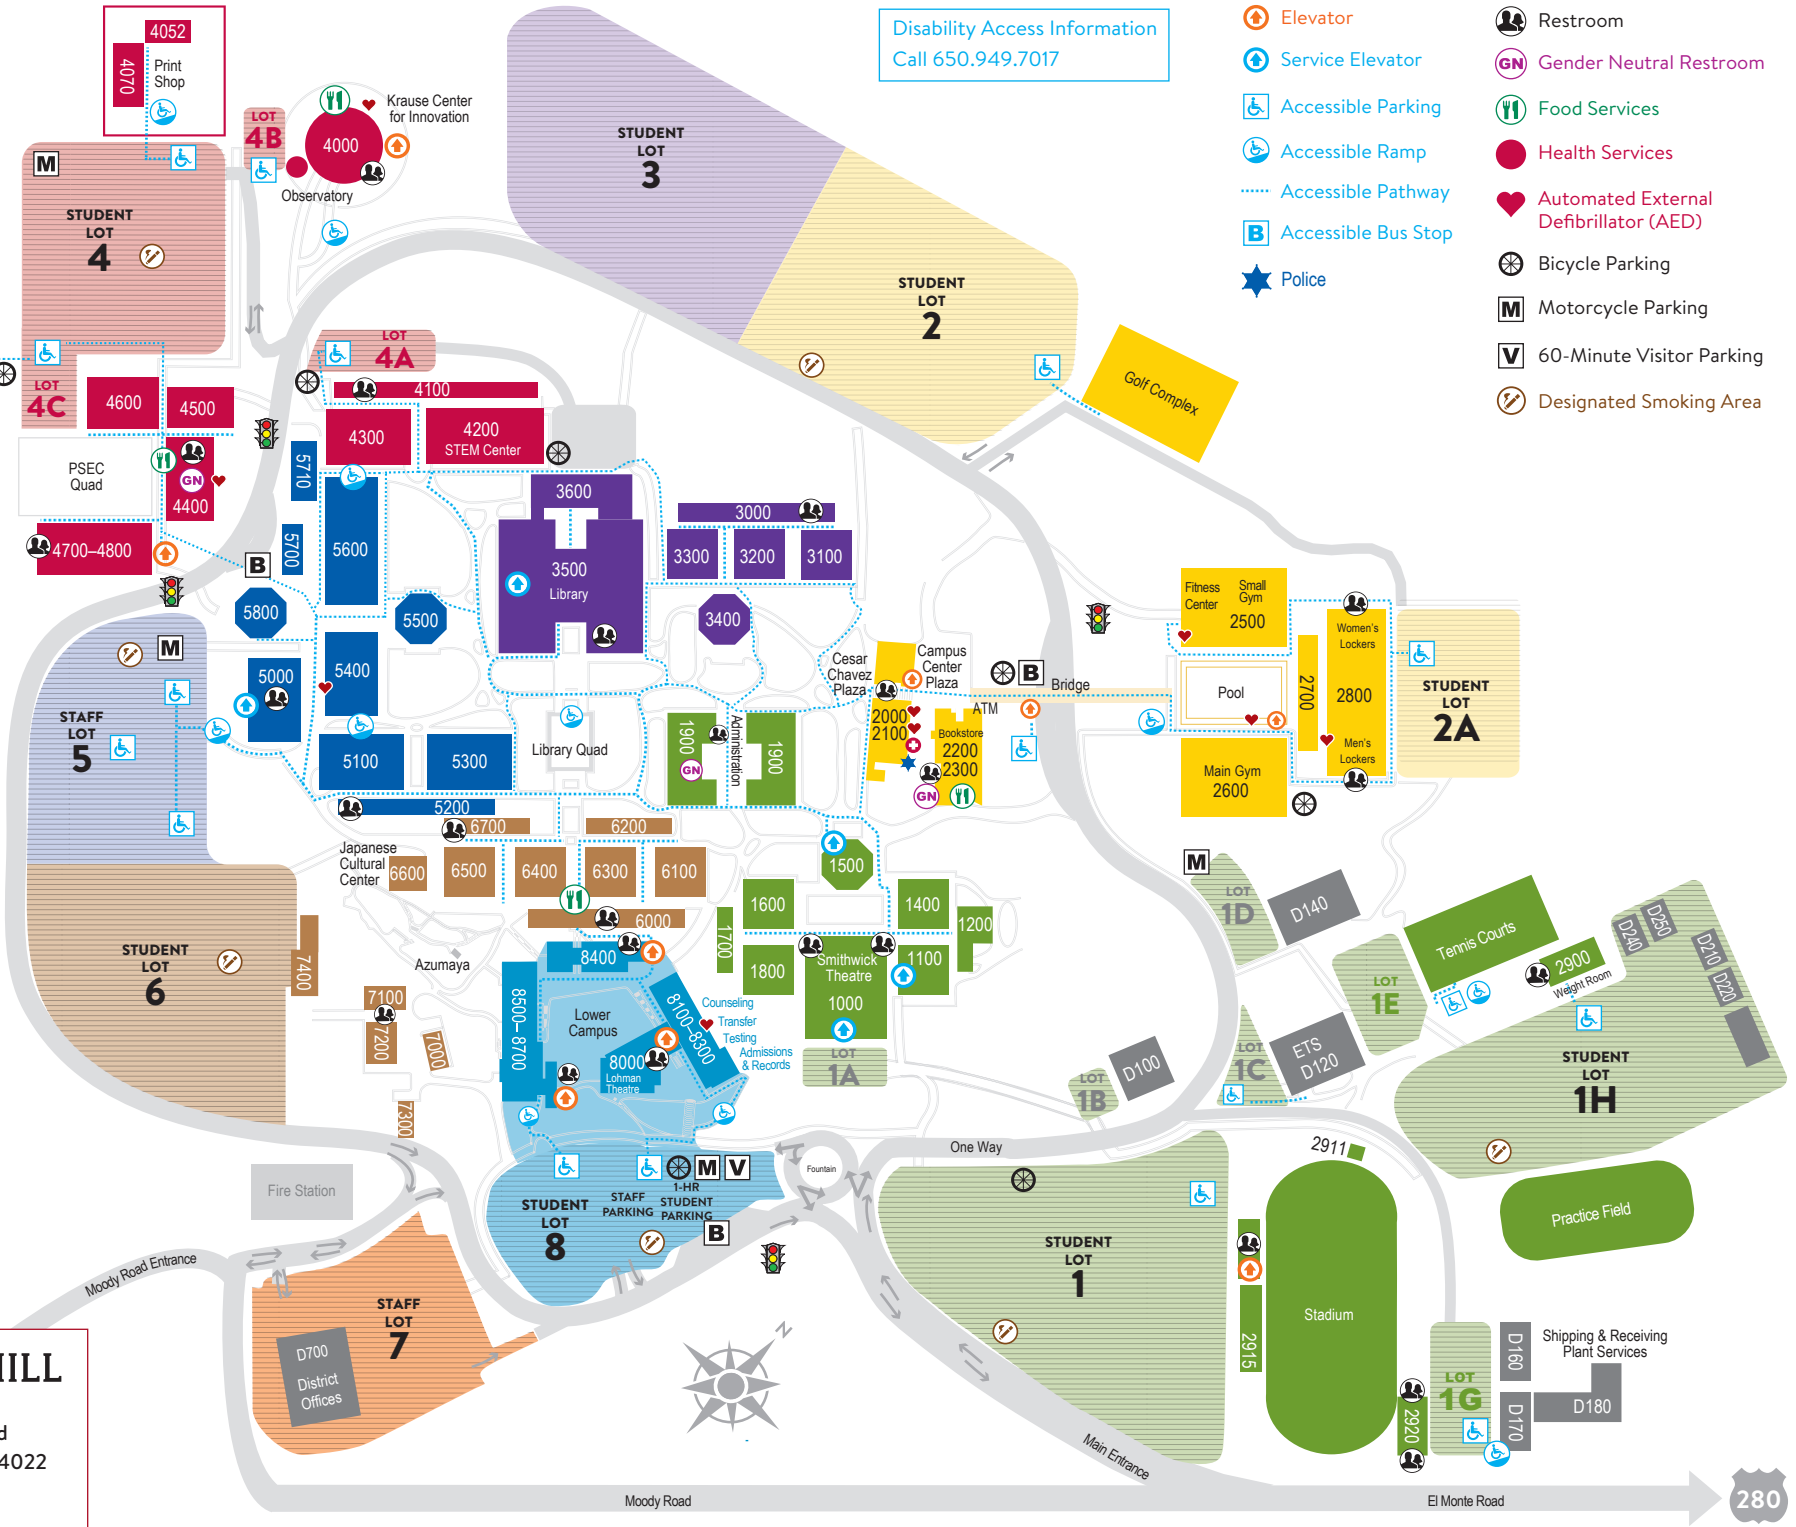 4052
4070
Print
Shop
Disability Access Information
Call 650.949.7017
Elevator
Service Elevator
Accessible Parking
Accessible Ramp
Accessible Pathway
B Accessible Bus Stop
Police
Restroom
GN Gender Neutral Restroom
Food Services
Health Services
Automated External
Defibrillator (AED)
Bicycle Parking
M Motorcycle Parking
V 60-Minute Visitor Parking
Designated Smoking Area
LOT
4B
Krause Center
for Innovation
4000
Observatory
M
STUDENT
LOT
4
LOT
4C
LOT
4A
STUDENT
LOT
3
STUDENT
LOT
2
Golf Complex
4600
4500
4100
4300
4200
STEM Center
PSEC
Quad
GN
4400
4700–4800
B
5710
5700
5600
5800
5500
5000
5400
5100
5300
5200
3600
3500
Library
3000
3300
3200
3100
3400
M
STAFF
LOT
5
STUDENT
LOT
6
Library Quad
1900
GN
Administration
1900
Cesar
Chavez
Plaza
Campus
Center
Plaza
B
Bridge
ATM
2000
2100
Bookstore
2200
2300
GN
Fitness
Center
Small
Gym
2500
Pool
2700
Women's
Lockers
2800
Men's
Lockers
Main Gym
2600
STUDENT
LOT
2A
6700
6200
Japanese
Cultural
Center
6600
6500
6400
6300
6100
6000
Azumaya
7400
7100
7200
7000
7300
1500
1600
1400
1200
1700
1800
1100
Smithwick
Theatre
1000
LOT
1A
8400
8500–8700
Lower
Campus
8000
Lohman
Theatre
8100–8300
Counseling
Transfer
Testing
Admissions
& Records
M
LOT
1D
D140
Tennis Courts
2900
Weight Room
D240
D250
D210
D220
LOT
1E
LOT
1C
ETS
D120
LOT
1B
D100
STUDENT
LOT
1H
One Way
Fountain
2911
Practice Field
Fire Station
Moody Road Entrance
STUDENT
LOT
8
STAFF
PARKING
M V
1-HR
STUDENT
PARKING
B
STUDENT
LOT
1
2915
Stadium
2920
LOT
1G
D160
D170
D180
Shipping & Receiving
Plant Services
STAFF
LOT
7
D700
District
Offices
N
Main Entrance
HILL
d
4022
Moody Road
El Monte Road
280